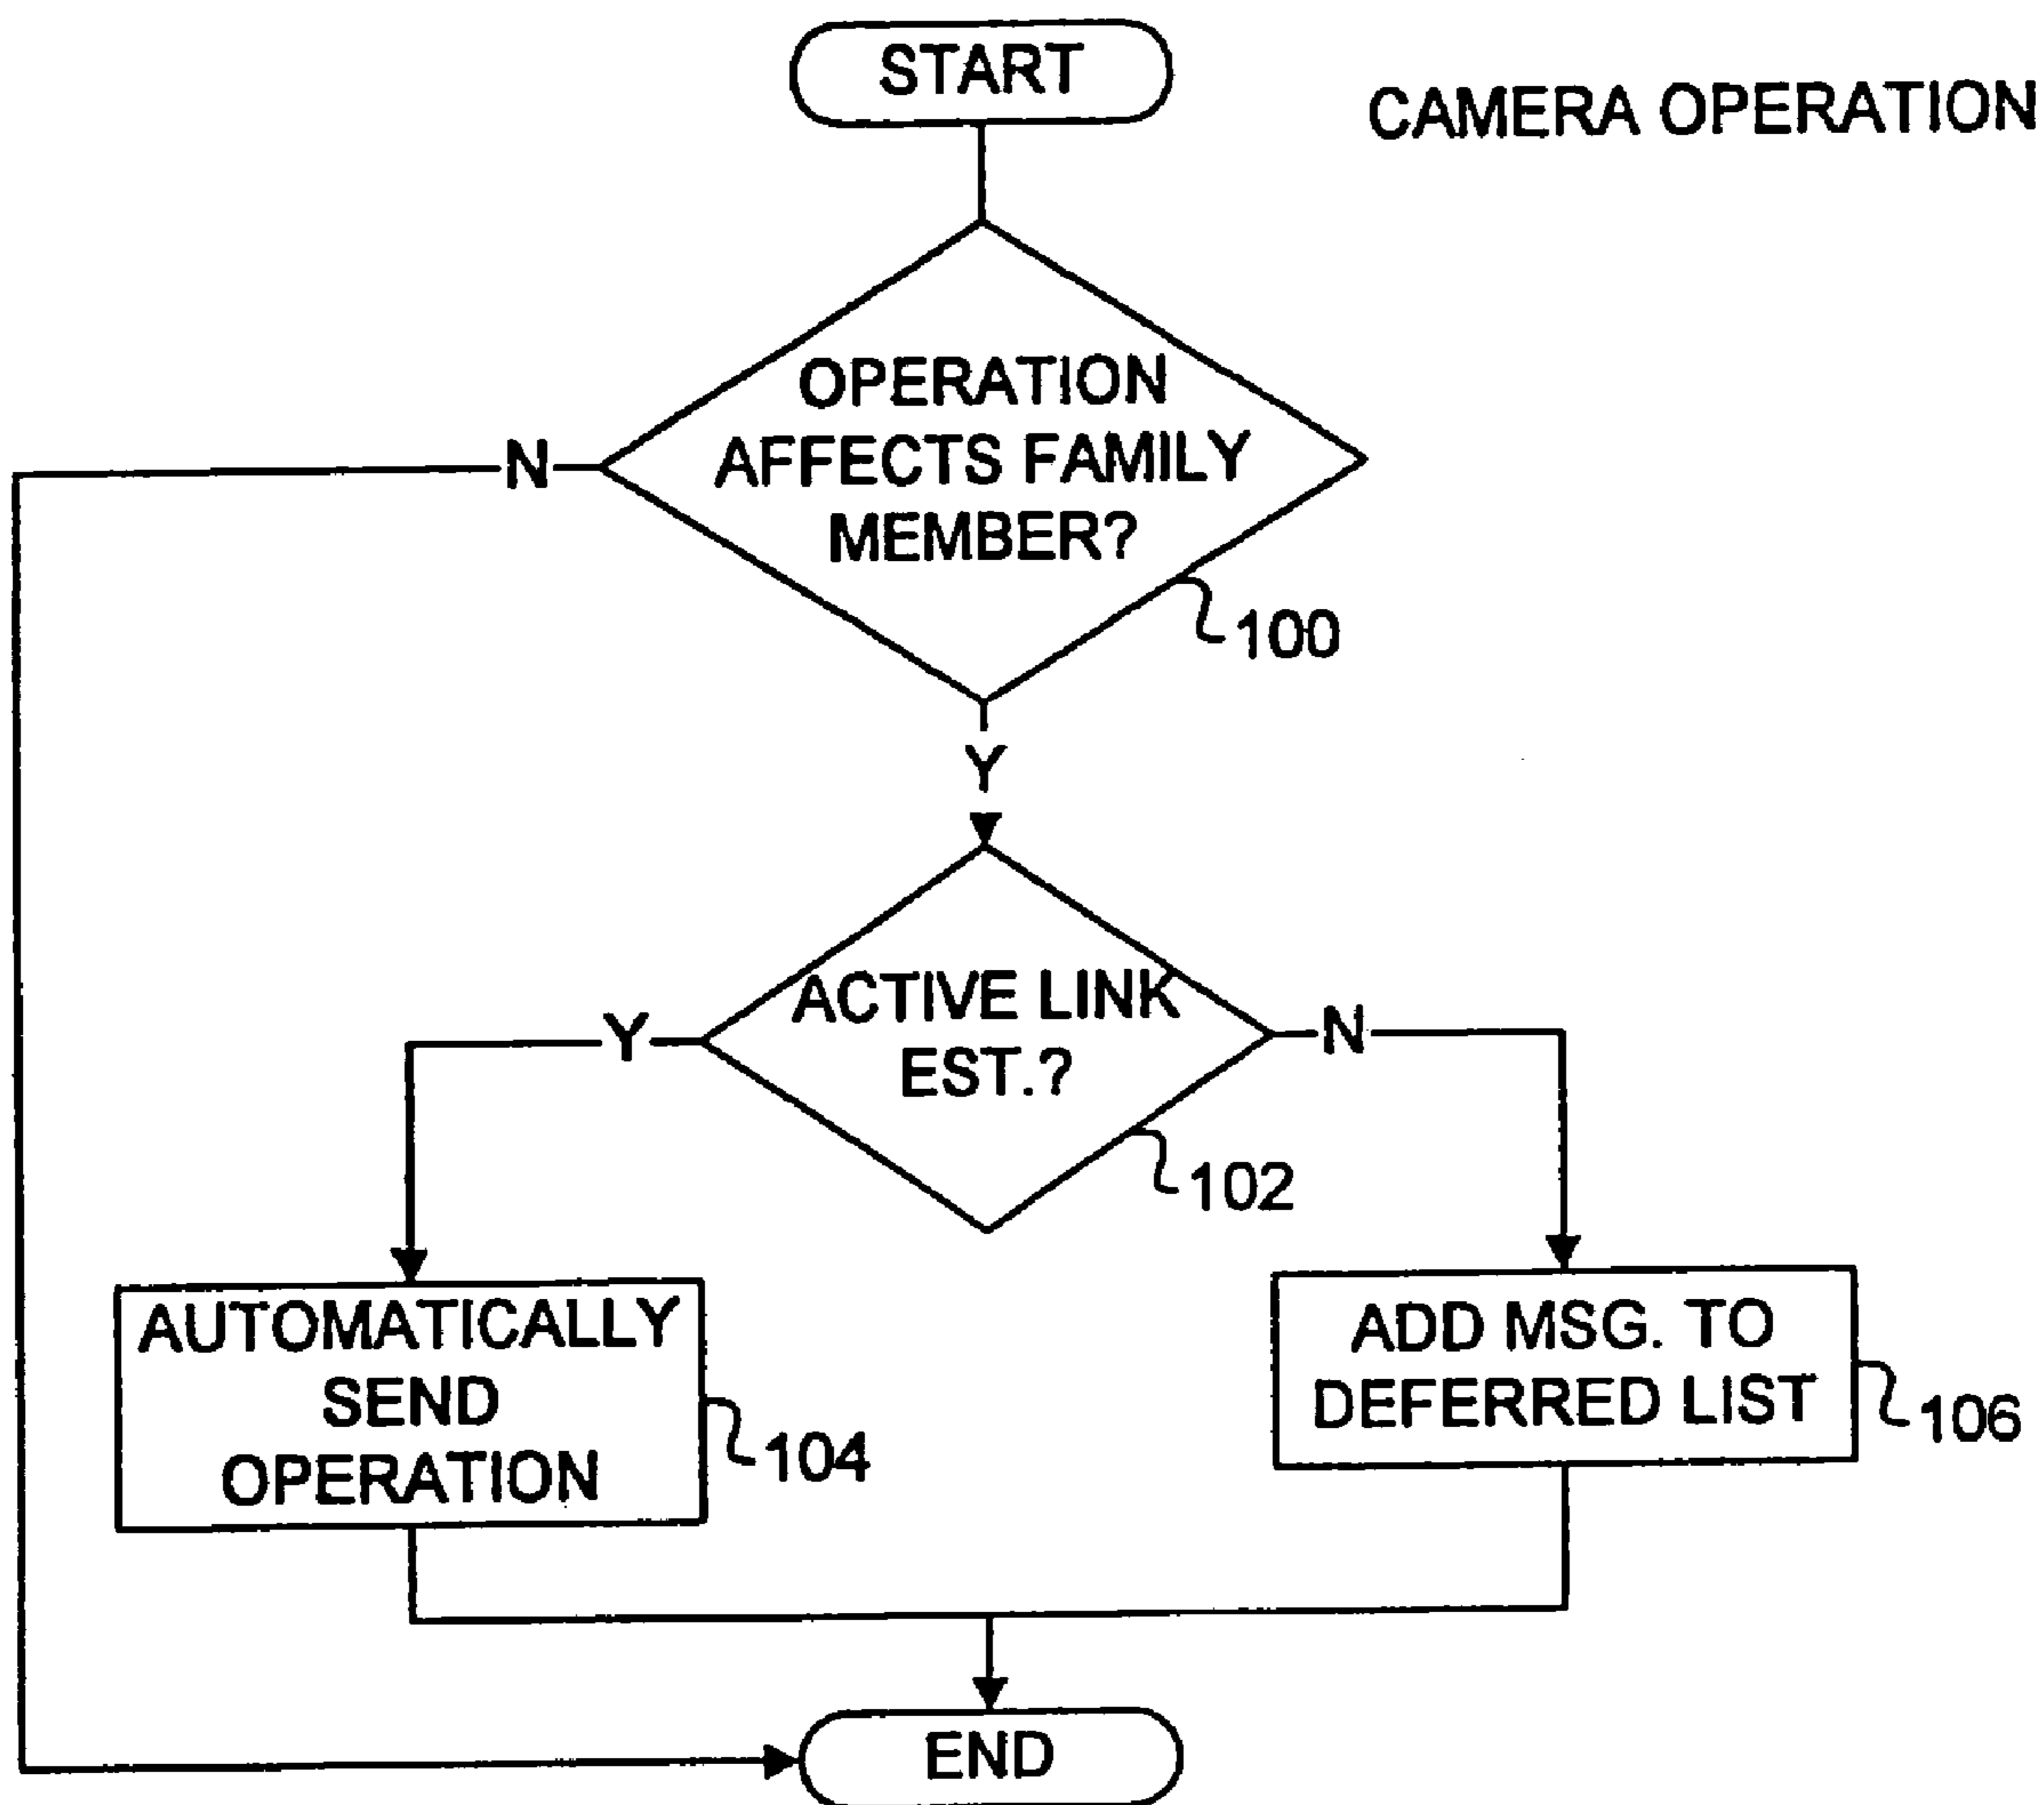 START
CAMERA OPERATION
OPERATION
AFFECTS FAMILY
MEMBER?
N
100
Y
ACTIVE LINK
EST.?
Y
N
102
AUTOMATICALLY
SEND
OPERATION
104
ADD MSG. TO
DEFERRED LIST
106
END